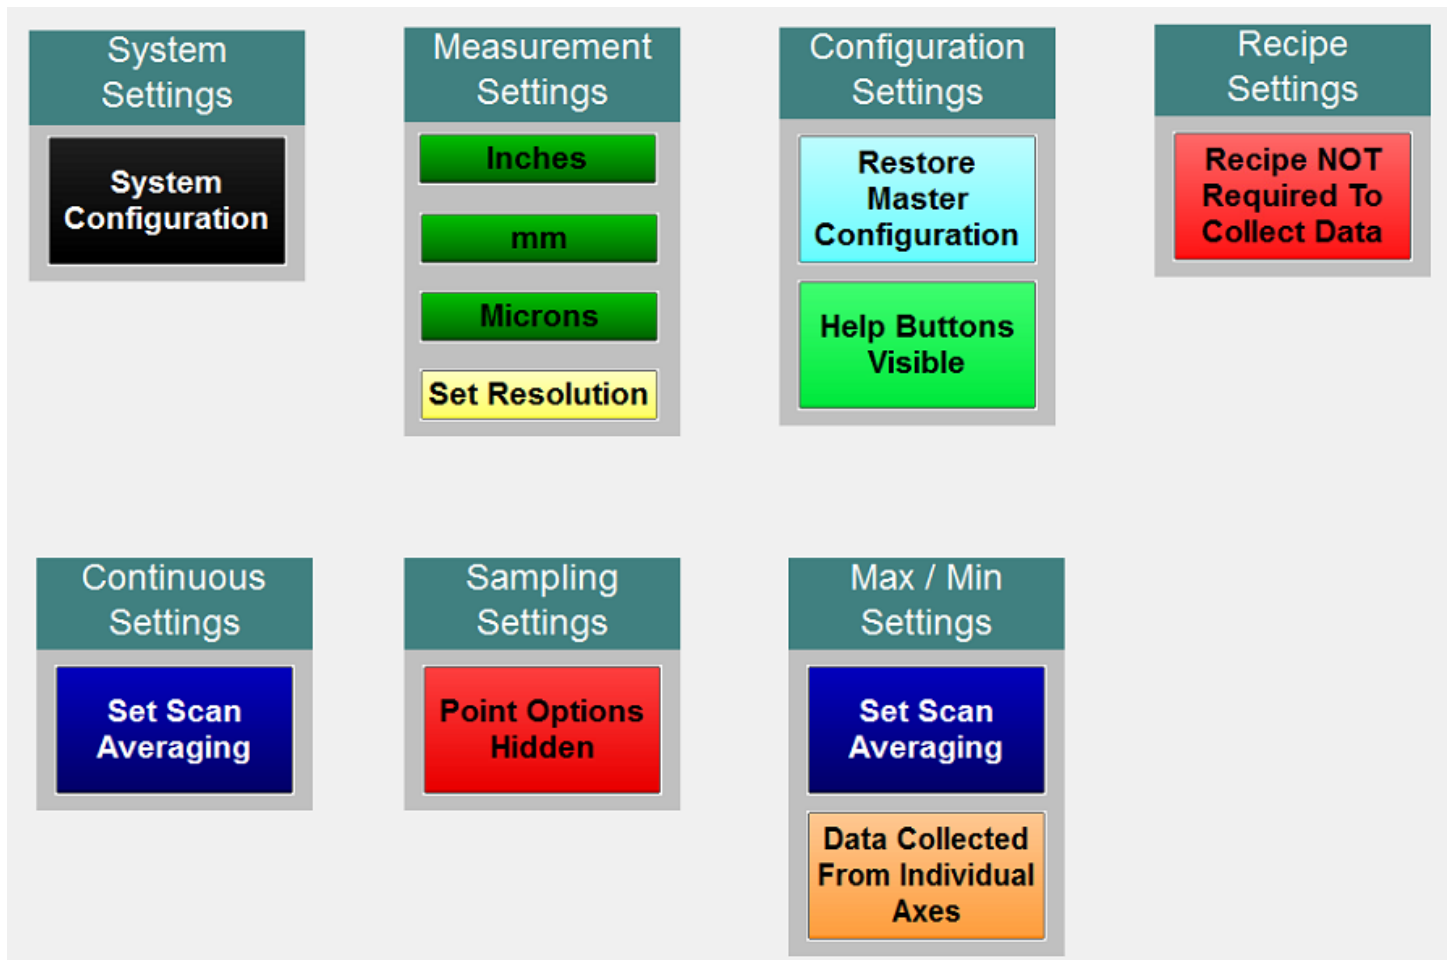 System
Settings
System
Configuration
Measurement
Settings
Inches
mm
Microns
Set Resolution
Configuration
Settings
Restore
Master
Configuration
Help Buttons
Visible
Recipe
Settings
Recipe NOT
Required To
Collect Data
Continuous
Settings
Set Scan
Averaging
Sampling
Settings
Point Options
Hidden
Max / Min
Settings
Set Scan
Averaging
Data Collected
From Individual
Axes